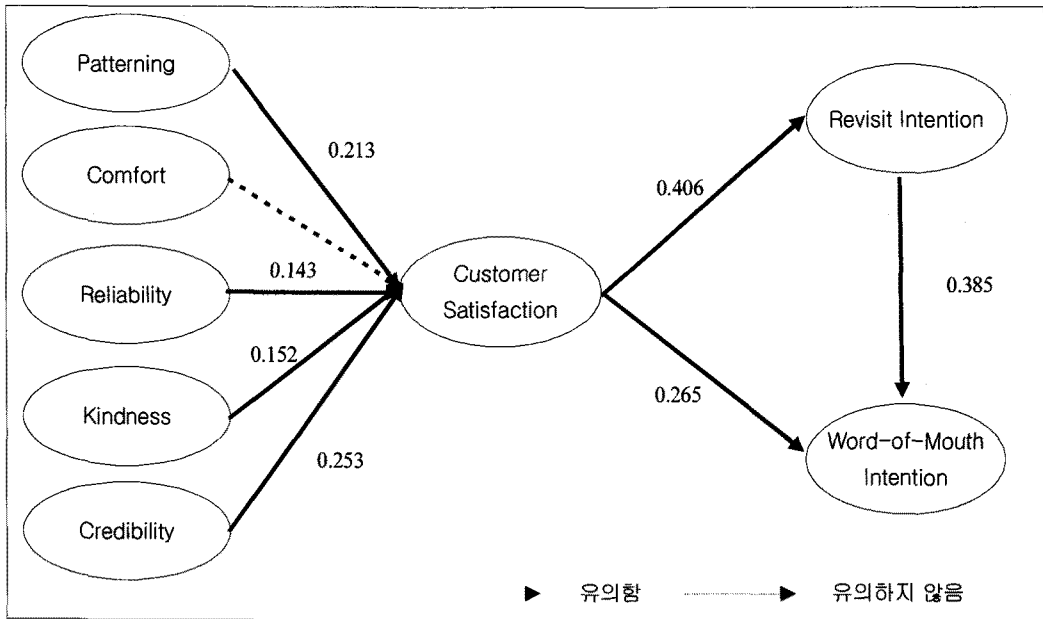 Patterning
Comfort
Reliability
Kindness
Credibility
0.213
0.143
0.152
0.253
Customer
Satisfaction
0.406
0.265
Revisit Intention
0.385
Word-of-Mouth
Intention
유의함
유의하지 않음